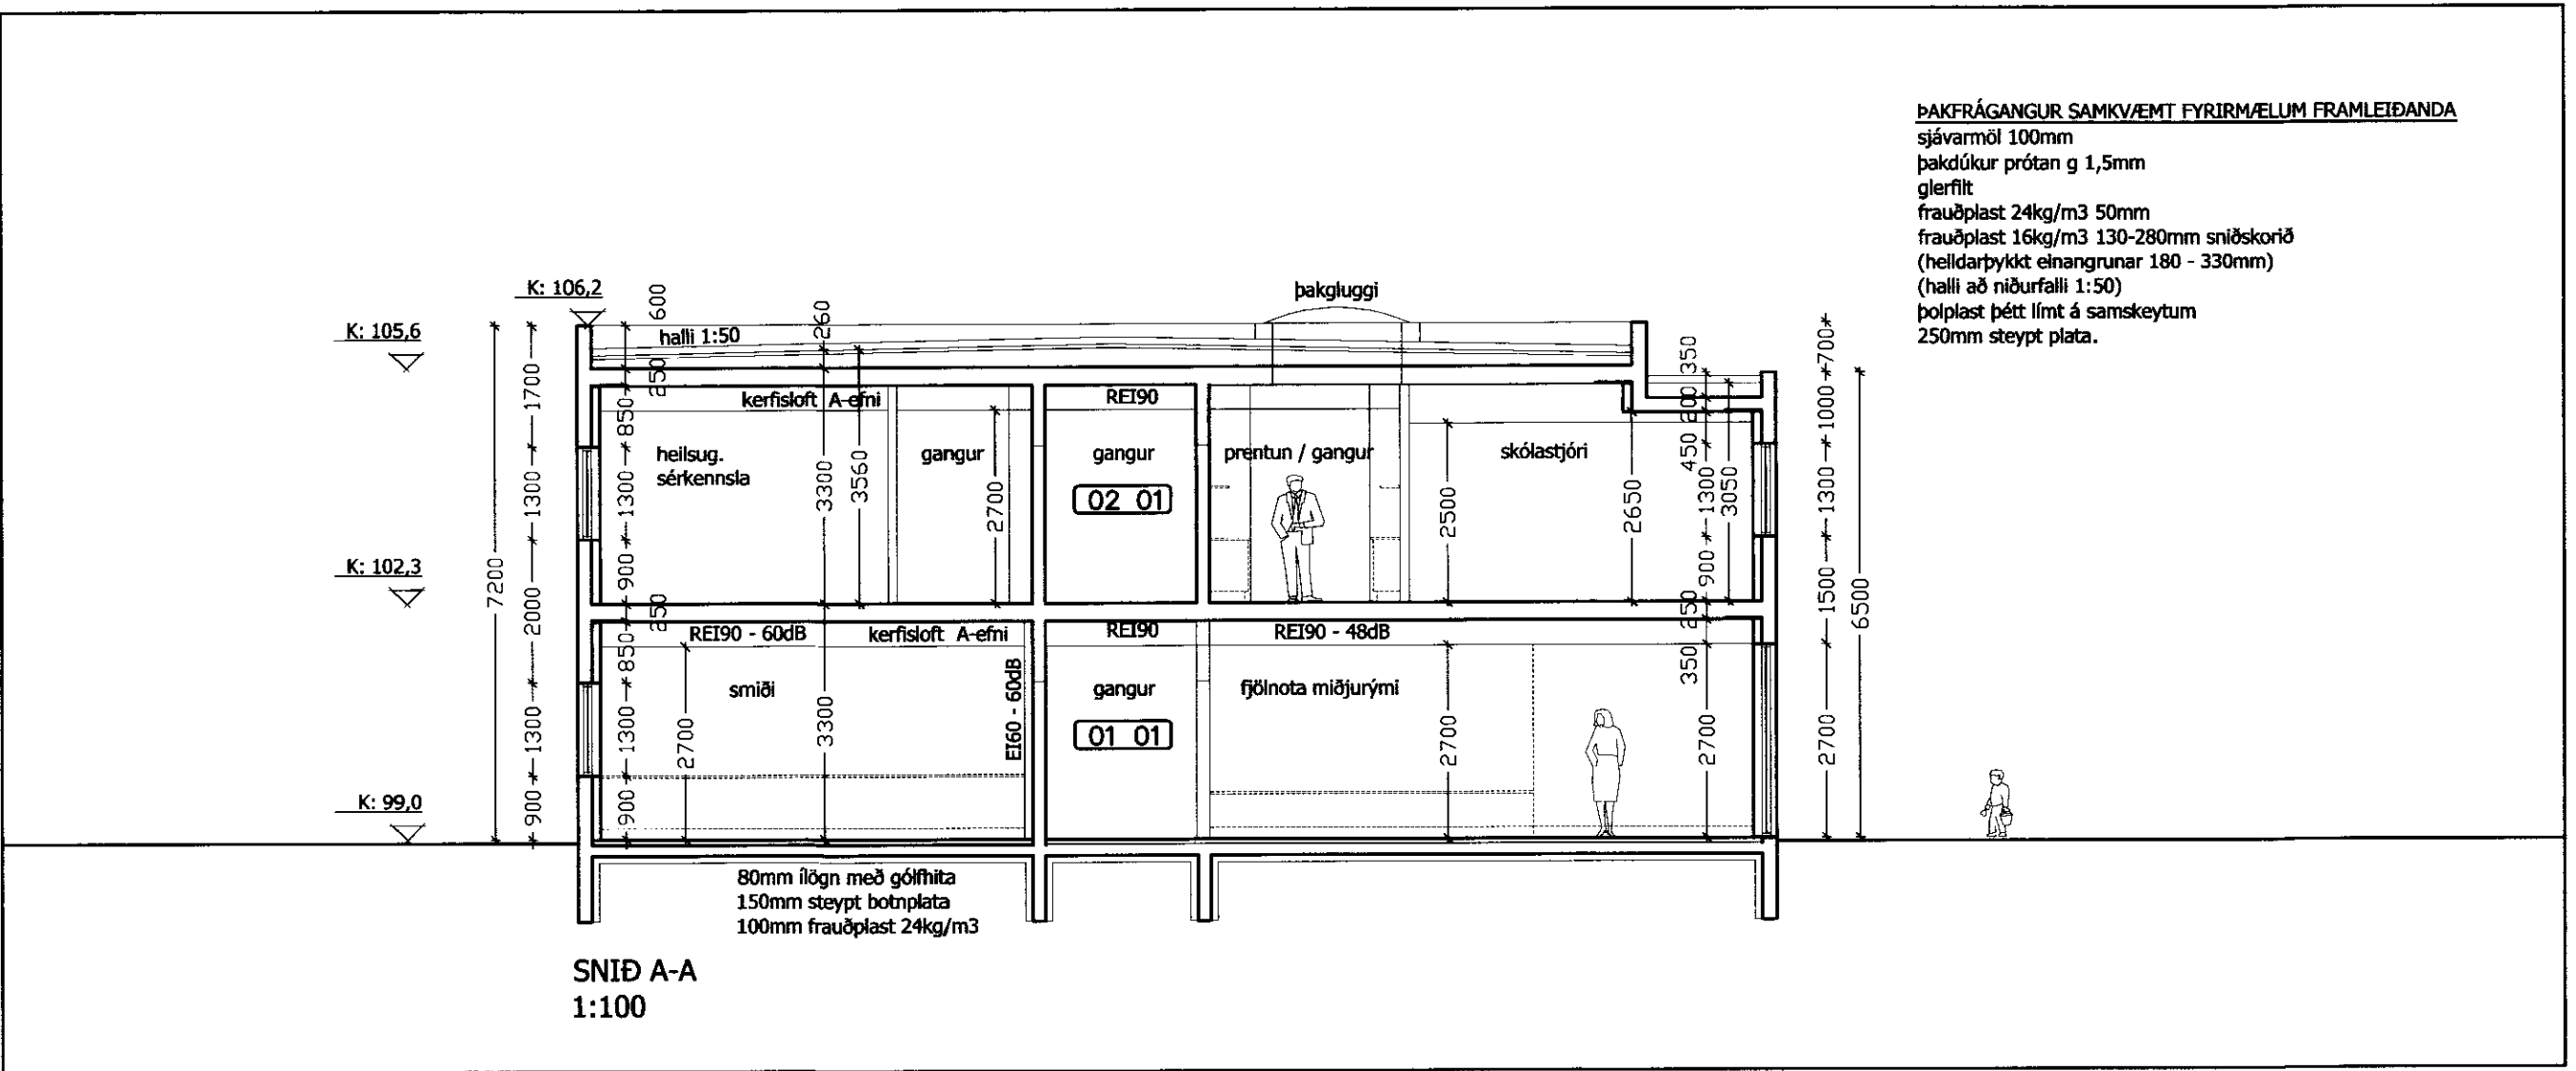 ÞAKFRÁGANGUR SAMKVÆMT FYRIRMÆLUM FRAMLEIÐANDA
sjávarmöl 100mm
þakdúkur prótan g 1,5mm
glerfilt
frauðplast 24kg/m3 50mm
frauðplast 16kg/m3 130-280mm sniðskorið
(heildarþykkt einangrunar 180 - 330mm)
(halli að niðurfalli 1:50)
þolplast þétt límt á samskeytum
250mm steypt plata.
K: 106,2
K: 105,6
K: 102,3
K: 99,0
7200
1700
1300
2000
1300
900
600
250
850
1300
900
250
850
1300
900
halli 1:50
260
þakgluggi
kerfisloft A-efni
REI90
heilsug.
sérkennsla
gangur
gangur
prentun / gangur
skólastjóri
02 01
3300
3560
2700
2500
2650
350
200
450
1300
3050
900
250
350
2700
700
1000
1300
1500
2700
6500
REI90 - 60dB
kerfisloft A-efni
REI90
REI90 - 48dB
smiði
gangur
fjölnota miðjurými
01 01
EI60 - 60dB
2700
3300
2700
80mm ílögn með gólfhita
150mm steypt botnplata
100mm frauðplast 24kg/m3
SNIÐ A-A
1:100